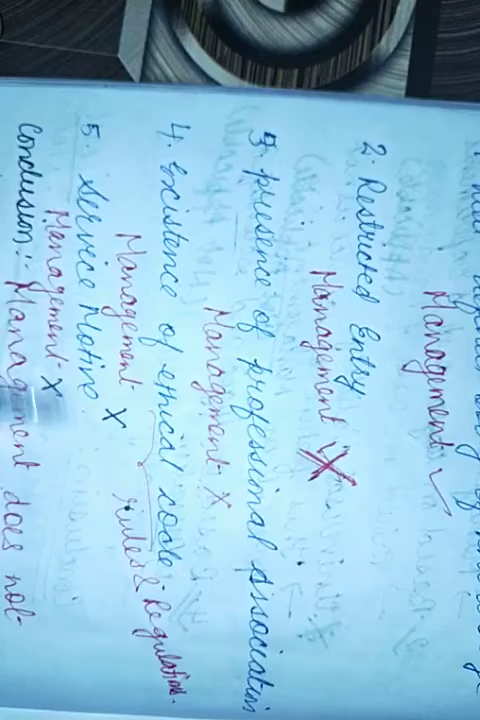 Management ✓
2. Restricted Entry
Management X
3. presence of professional Association
Management X
4. Existence of ethical code
Management X rules & Regulations.
5. Service Motive
Management X
Conclusion: Management does not